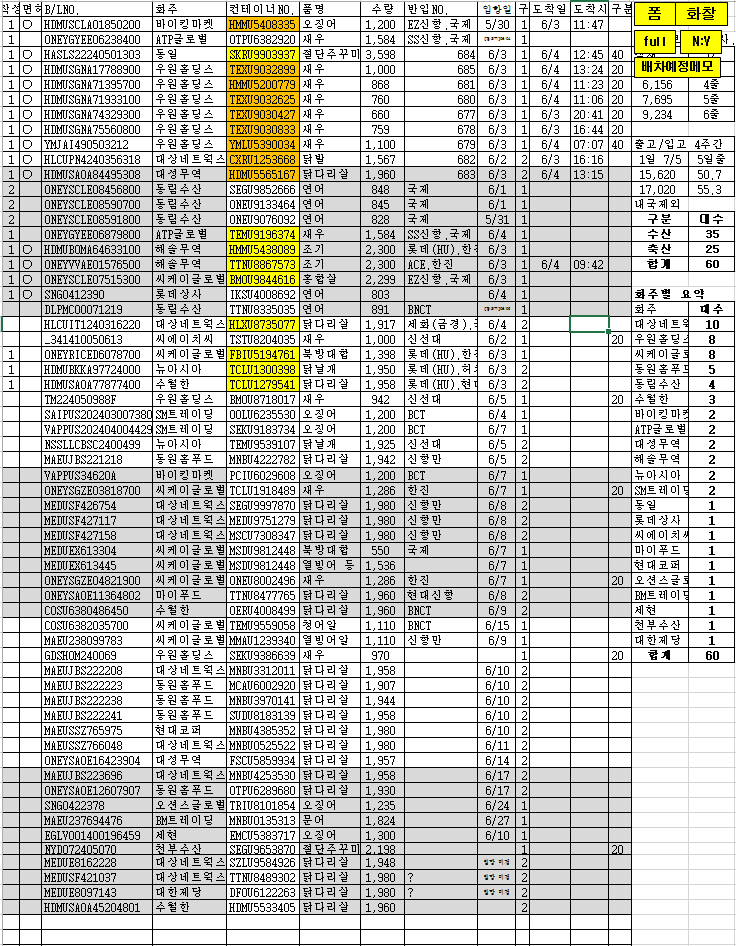 작성 면허 B/LNO. 화주 컨테이너NO. 품명 수량 반입NO. 입항일 구 도착일 도착시 구분
1 ○ HDMUSCLA01850200 바이킹마켓 HMMU5408335 오징어 1,200 EZ신항.국제 5/30 1 6/3 11:47
1 ONEYGYEE06238400 ATP글로벌 OTPU6382920 새우 1,584 SS신항.국제 1
1 ○ HASLS22240501303 동일 SKRU9903937 절단주꾸미 3,598 684 6/3 1 6/4 12:45 40
1 ○ HDMUSGNA17788900 우원홀딩스 TEXU9032899 새우 1,000 685 6/3 1 6/4 13:24 20
1 ○ HDMUSGNA71395700 우원홀딩스 HMMU5200779 새우 868 681 6/3 1 6/4 11:23 20
1 ○ HDMUSGNA71933100 우원홀딩스 TEXU9032625 새우 760 680 6/3 1 6/4 11:06 20
1 ○ HDMUSGNA74329300 우원홀딩스 TEXU9030427 새우 660 677 6/3 1 6/3 20:41 20
1 ○ HDMUSGNA75560800 우원홀딩스 TEXU9030833 새우 759 678 6/3 1 6/3 16:44 20
1 ○ YMJAI490503212 우원홀딩스 YMLU5390034 새우 1,100 679 6/3 1 6/4 07:07 40
1 ○ HLCUPN4240356318 대상네트웍스 CXRU1253668 닭발 1,567 682 6/2 2 6/3 16:16
1 ○ HDMUSAOA84495308 대성무역 HDMU5565167 닭다리살 1,960 683 6/3 2 6/4 13:15
2 ONEYSCLE08456800 동림수산 SEGU9852666 연어 848 국제 6/1 1
2 ONEYSCLE08590700 동림수산 ONEU9133464 연어 845 국제 6/1 1
2 ONEYSCLE08591800 동림수산 ONEU9076092 연어 828 국제 5/31 1
1 ONEYGYEE06879800 ATP글로벌 TEMU9196374 새우 1,584 SS신항.국제 6/4 1
1 ○ HDMUBOMA64633100 해솔무역 HMMU5438089 조기 2,300 롯데(HU).한진 6/3 1
1 ○ ONEYVVAE01576500 해솔무역 TTNU8867573 조기 2,300 ACE.한진 6/3 1 6/4 09:42
1 ○ ONEYSCLE07515300 씨케이글로벌 BMOU9844616 홍합살 2,299 EZ신항.국제 6/3 1
1 ○ SNGO412390 롯데상사 IKSU4008692 연어 803 6/4 1
DLPMC00071219 동림수산 TTNU8335035 연어 891 BNCT 1
HLCUIT1240316220 대상네트웍스 HLXU8735077 닭다리살 1,917 세화(금경).국 6/4 2
_341410050613 씨에이치씨 TSTU8204035 새우 1,000 신선대 6/2 1 20
1 ONEYRICED6078700 씨케이글로벌 FBIU5194761 북방대합 1,398 롯데(HU).한진 6/3 1
1 HDMUBKKA97724000 뉴아시아 TCLU1300398 닭날개 1,950 6/3 2
1 HDMUSAOA77877400 수월한 TCLU1279541 닭다리살 1,958 6/3 2
TM224050988F 우원홀딩스 BMOU8718017 새우 942 신선대 6/5 1 20
SAIPUS202403007380 SM트레이딩 OOLU6235530 오징어 BCT 6/4 1
VAPPUS202404004429 SM트레이딩 SEKU9183734 오징어 BCT 6/7 1
NSSLLCBSC2400499 뉴아시아 TEMU9539107 닭날개 1,925 신선대 6/5 2
MAEUJBS221218 동원홈푸드 MNBU4222782 닭다리살 1,942 신항만 6/5 2
VAPPUS34620A 바이킹마켓 PCIU6029608 오징어 1,200 BCT 6/7 1
ONEYSGZE03818700 씨케이글로벌 TCLU1918489 새우 1,286 한진 6/7 1 20
MEDUSF426754 대상네트웍스 SEGU9997870 닭다리살 1,980 신항만 6/8 2
MEDUSF427117 대상네트웍스 MEDU9751279 닭다리살 1,980 신항만 6/8 2
MEDUSF427158 대상네트웍스 MSCU7308347 닭다리살 1,980 신항만 6/8 2
MEDUEX613304 씨케이글로벌 MSDU9812448 북방대합 550 국제 6/7 1
MEDUEX613445 씨케이글로벌 MSDU9812448 열빙어 등 1,536 6/7 1
ONEYSGZE04821900 씨케이글로벌 ONEU8002496 새우 1,286 한진 6/7 1 20
ONEYSAOE11364802 마이푸드 TTNU8477765 닭다리살 1,960 현대신항 6/8 2
COSU6380486450 수월한 OERU4008499 닭다리살 1,960 BNCT 6/9 2
COSU6382035700 씨케이글로벌 TEMU9559058 청어알 1,110 BNCT 6/15 1
MAEU238099783 씨케이글로벌 MMAU1239340 열빙어알 1,110 신항만 6/9 1
GDSHOM240069 우원홀딩스 SEKU9386639 새우 970 1 20
MAEUJBS222208 대상네트웍스 MNBU3312011 닭다리살 1,958 6/10 2
MAEUJBS222223 동원홈푸드 MCAU6002920 닭다리살 1,907 6/10 2
MAEUJBS222238 동원홈푸드 MNBU3970141 닭다리살 1,944 6/10 2
MAEUJBS222241 동원홈푸드 SUDU8183139 닭다리살 1,958 6/10 2
MAEUSSZ765975 현대코퍼 MNBU4385352 닭다리살 1,980 6/10 2
MAEUSSZ766048 대상네트웍스 MNBU0525522 닭다리살 1,980 6/11 2
ONEYSAOE16423904 대성무역 FSCU5859934 닭다리살 1,957 6/14 2
MAEUJBS223696 대상네트웍스 MNBU4253530 닭다리살 1,958 6/17 2
ONEYSAOE12607907 동원홈푸드 OTPU6289680 닭다리살 1,930 6/17 2
SNGO422378 오션스글로벌 TRIU8101854 오징어 1,235 6/24 1
MAEU237694476 BM트레이딩 MNBU0135313 문어 1,824 6/27 1
EGLV001400196459 세현 EMCU5383717 오징어 1,300 6/10 1
NYDO72405070 천부수산 SEGU9653870 절단주꾸미 2,198 1 20
MEDUE8162228 대상네트웍스 SZLU9584926 닭다리살 1,948 입항 미정 2
MEDUSF421037 대상네트웍스 TTNU8489302 닭다리살 1,980 ? 입항 미정 2
MEDUE8097143 대한제당 DFOU6122263 닭다리살 1,980 ? 입항 미정 2
HDMUSAOA45204801 수월한 HDMU5533405 닭다리살 1,960 2
폼 화찰
full N:Y
배차예정메모
6,156 4출
7,695 5출
9,234 6출
출고/입고 4주간
1일 7/5 5일출
15,620 50.7
17,020 55.3
내국제외
구분 대수
수산 35
축산 25
합계 60
화주별 요약
화주 대수
대상네트웍 10
우원홀딩스 8
씨케이글로 8
동원홈푸드 5
동림수산 4
수월한 3
바이킹마켓 2
ATP글로벌 2
대성무역 2
해솔무역 2
뉴아시아 2
SM트레이딩 2
동일 1
롯데상사 1
씨에이치씨 1
마이푸드 1
현대코퍼 1
오션스글로 1
BM트레이딩 1
세현 1
천부수산 1
대한제당 1
합계 60